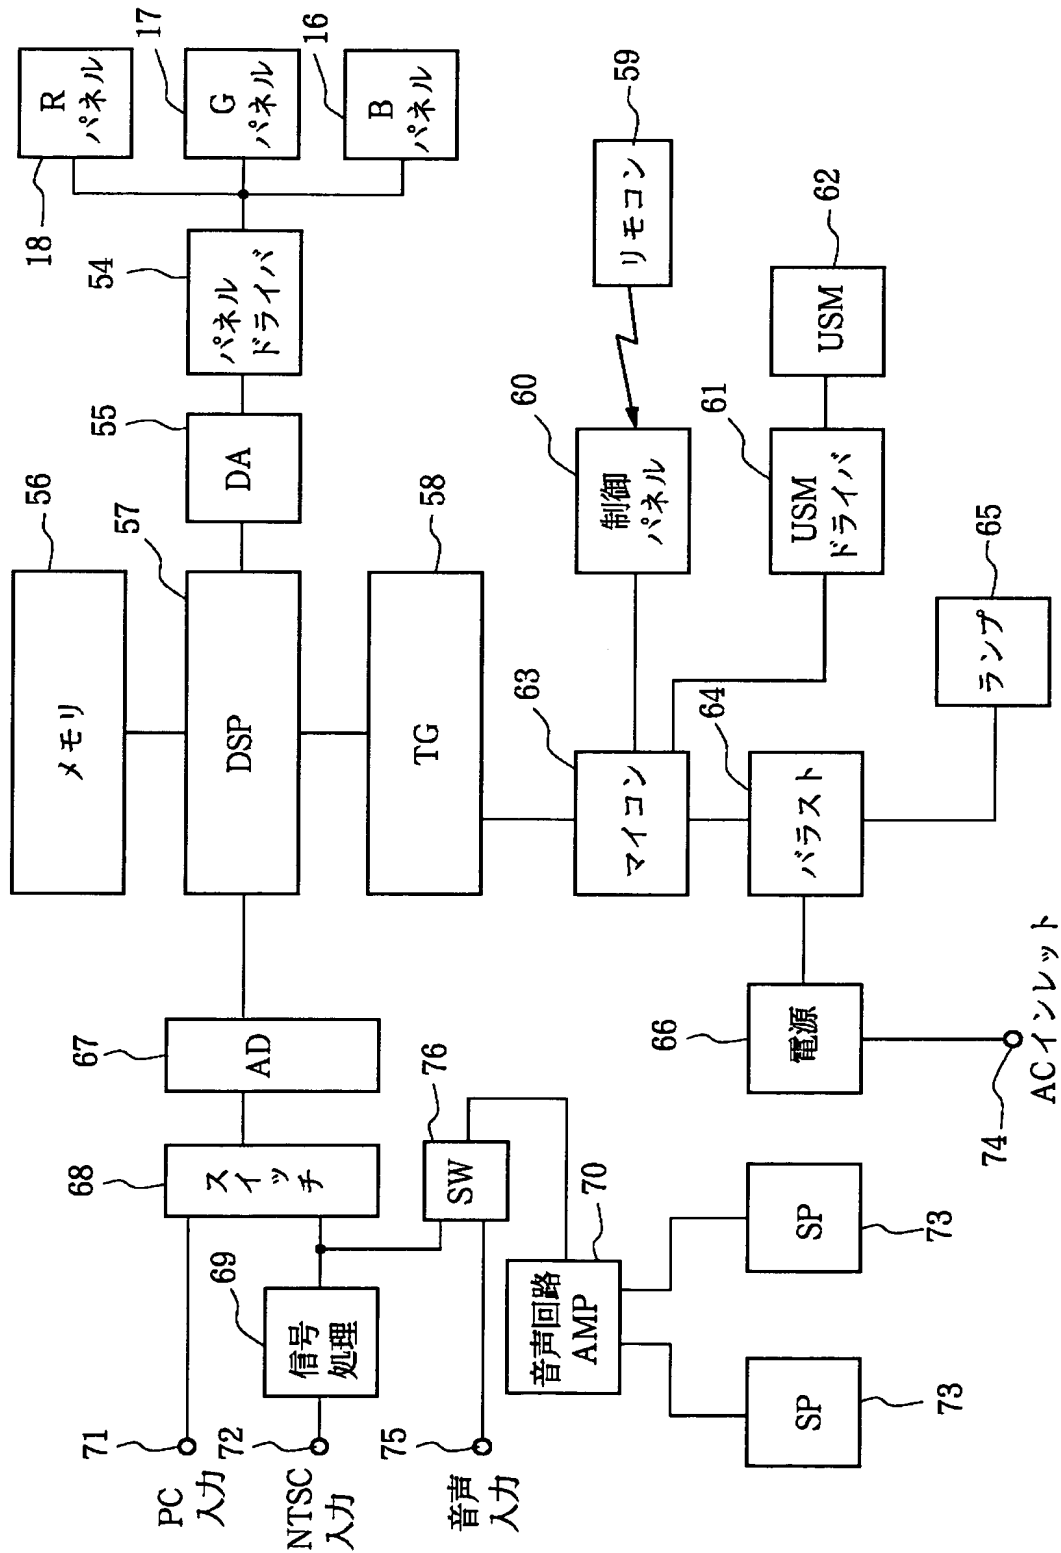 18
R
パネル
17
G
パネル
16
B
パネル
54
パネル
ドライバ
55
DA
56
メモリ
57
DSP
58
TG
59
リモコン
60
制御
パネル
61
USM
ドライバ
62
USM
63
マイコン
64
バラスト
65
ランプ
66
電源
74
ACインレット
67
AD
68
スイッチ
69
信号
処理
76
SW
70
音声回路
AMP
SP
73
SP
73
71
PC
入力
72
NTSC
入力
75
音声
入力